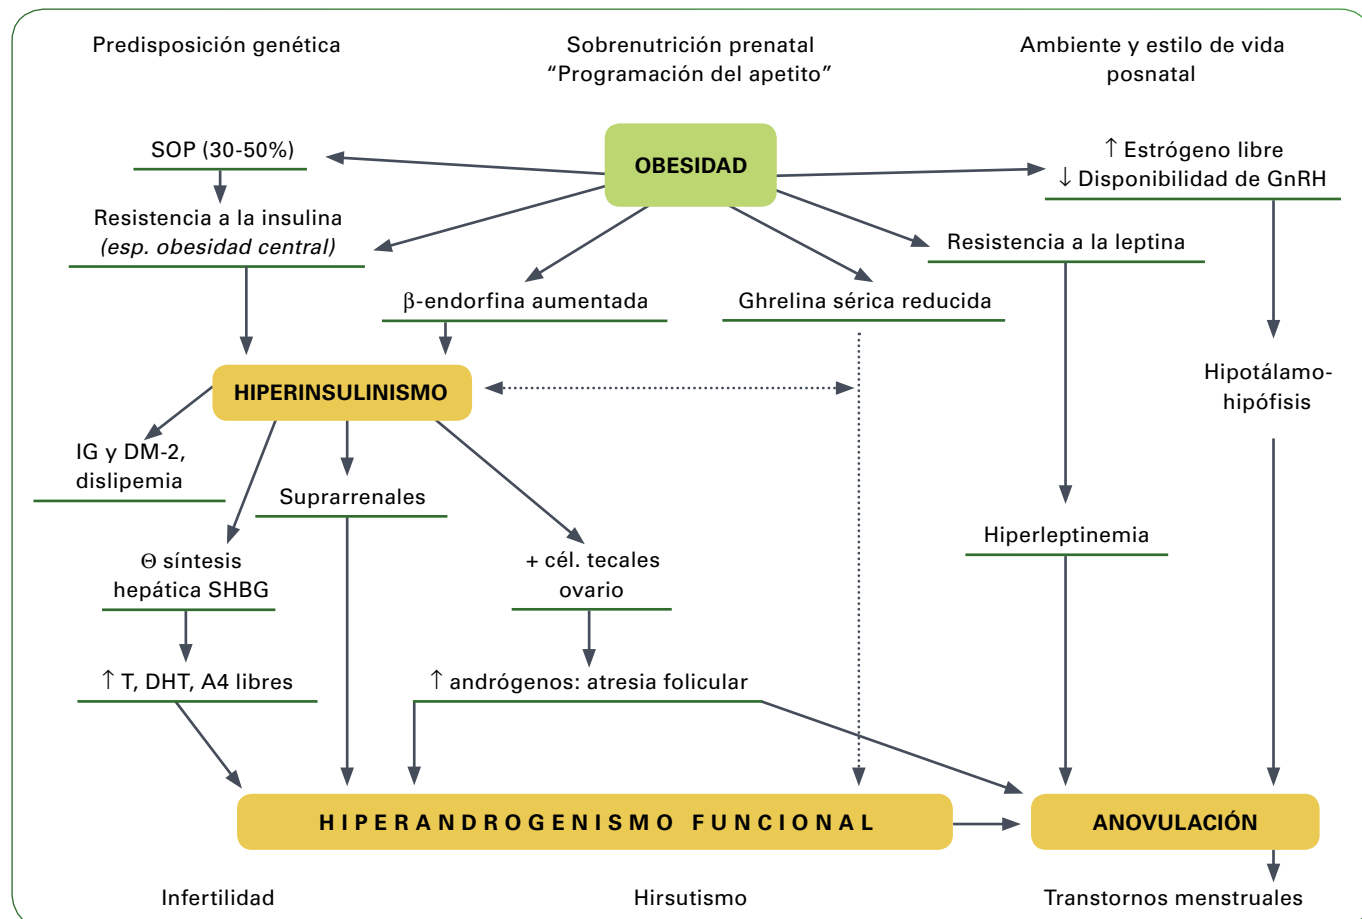 Predisposición genética
Sobrenutrición prenatal
“Programación del apetito”
Ambiente y estilo de vida
posnatal
SOP (30-50%)
OBESIDAD
↑ Estrógeno libre
↓ Disponibilidad de GnRH
Resistencia a la insulina
(esp. obesidad central)
Resistencia a la leptina
β-endorfina aumentada
Ghrelina sérica reducida
HIPERINSULINISMO
Hipotálamo-
hipófisis
IG y DM-2,
dislipemia
Suprarrenales
Hiperleptinemia
Θ síntesis
hepática SHBG
+ cél. tecales
ovario
↑ T, DHT, A4 libres
↑ andrógenos: atresia folicular
HIPERANDROGENISMO FUNCIONAL
ANOVULACIÓN
Infertilidad
Hirsutismo
Transtornos menstruales